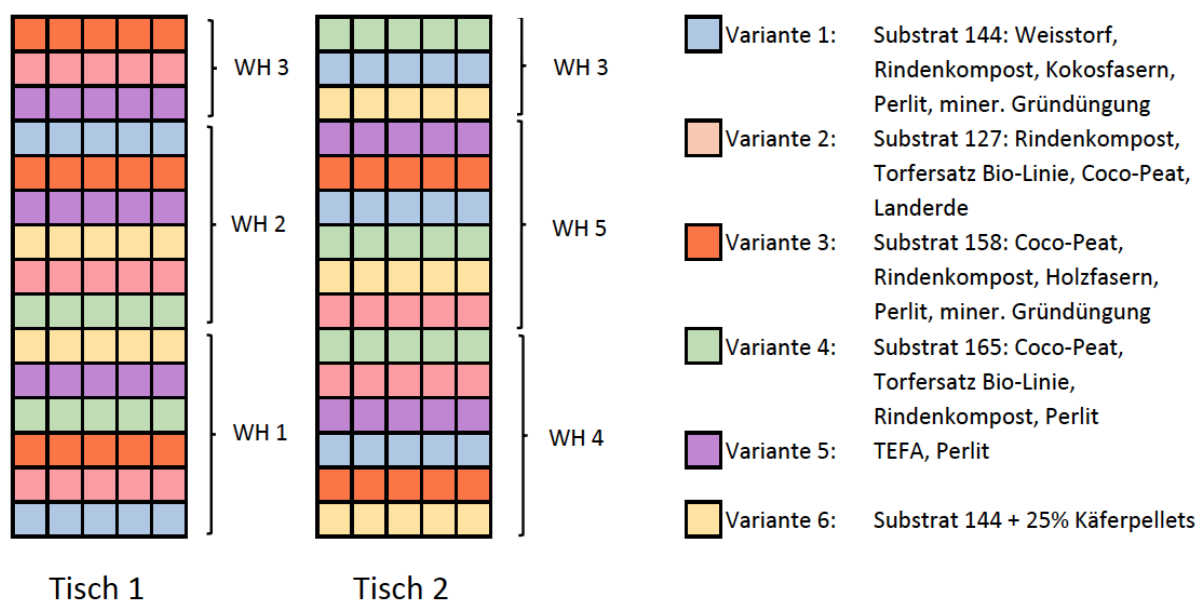 WH 3
WH 2
WH 1
Tisch 1
WH 3
WH 5
WH 4
Tisch 2
Variante 1: Substrat 144: Weisstorf,
Rindenkompost, Kokosfasern,
Perlit, miner. Gründüngung
Variante 2: Substrat 127: Rindenkompost,
Torfersatz Bio-Linie, Coco-Peat,
Landerde
Variante 3: Substrat 158: Coco-Peat,
Rindenkompost, Holzfasern,
Perlit, miner. Gründüngung
Variante 4: Substrat 165: Coco-Peat,
Torfersatz Bio-Linie,
Rindenkompost, Perlit
Variante 5: TEFA, Perlit
Variante 6: Substrat 144 + 25% Käferpellets